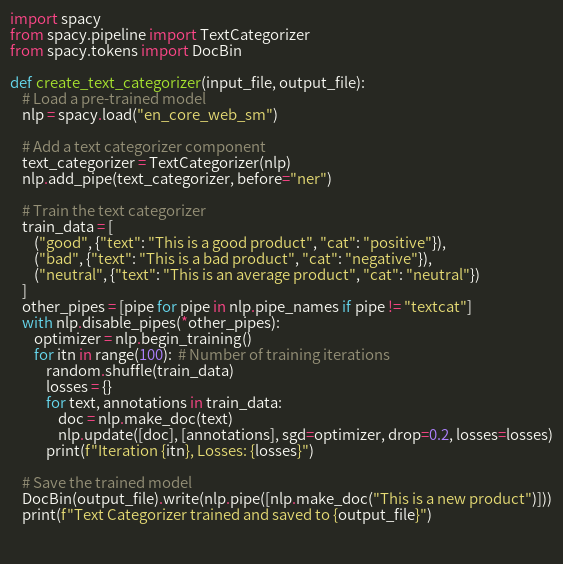 import spacy
from spacy.pipeline import TextCategorizer
from spacy.tokens import DocBin

def create_text_categorizer(input_file, output_file):
    # Load a pre-trained model
    nlp = spacy.load("en_core_web_sm")

    # Add a text categorizer component
    text_categorizer = TextCategorizer(nlp)
    nlp.add_pipe(text_categorizer, before="ner")

    # Train the text categorizer
    train_data = [
        ("good", {"text": "This is a good product", "cat": "positive"}),
        ("bad", {"text": "This is a bad product", "cat": "negative"}),
        ("neutral", {"text": "This is an average product", "cat": "neutral"})
    ]
    other_pipes = [pipe for pipe in nlp.pipe_names if pipe != "textcat"]
    with nlp.disable_pipes(*other_pipes):
        optimizer = nlp.begin_training()
        for itn in range(100):  # Number of training iterations
            random.shuffle(train_data)
            losses = {}
            for text, annotations in train_data:
                doc = nlp.make_doc(text)
                nlp.update([doc], [annotations], sgd=optimizer, drop=0.2, losses=losses)
            print(f"Iteration {itn}, Losses: {losses}")

    # Save the trained model
    DocBin(output_file).write(nlp.pipe([nlp.make_doc("This is a new product")]))
    print(f"Text Categorizer trained and saved to {output_file}")